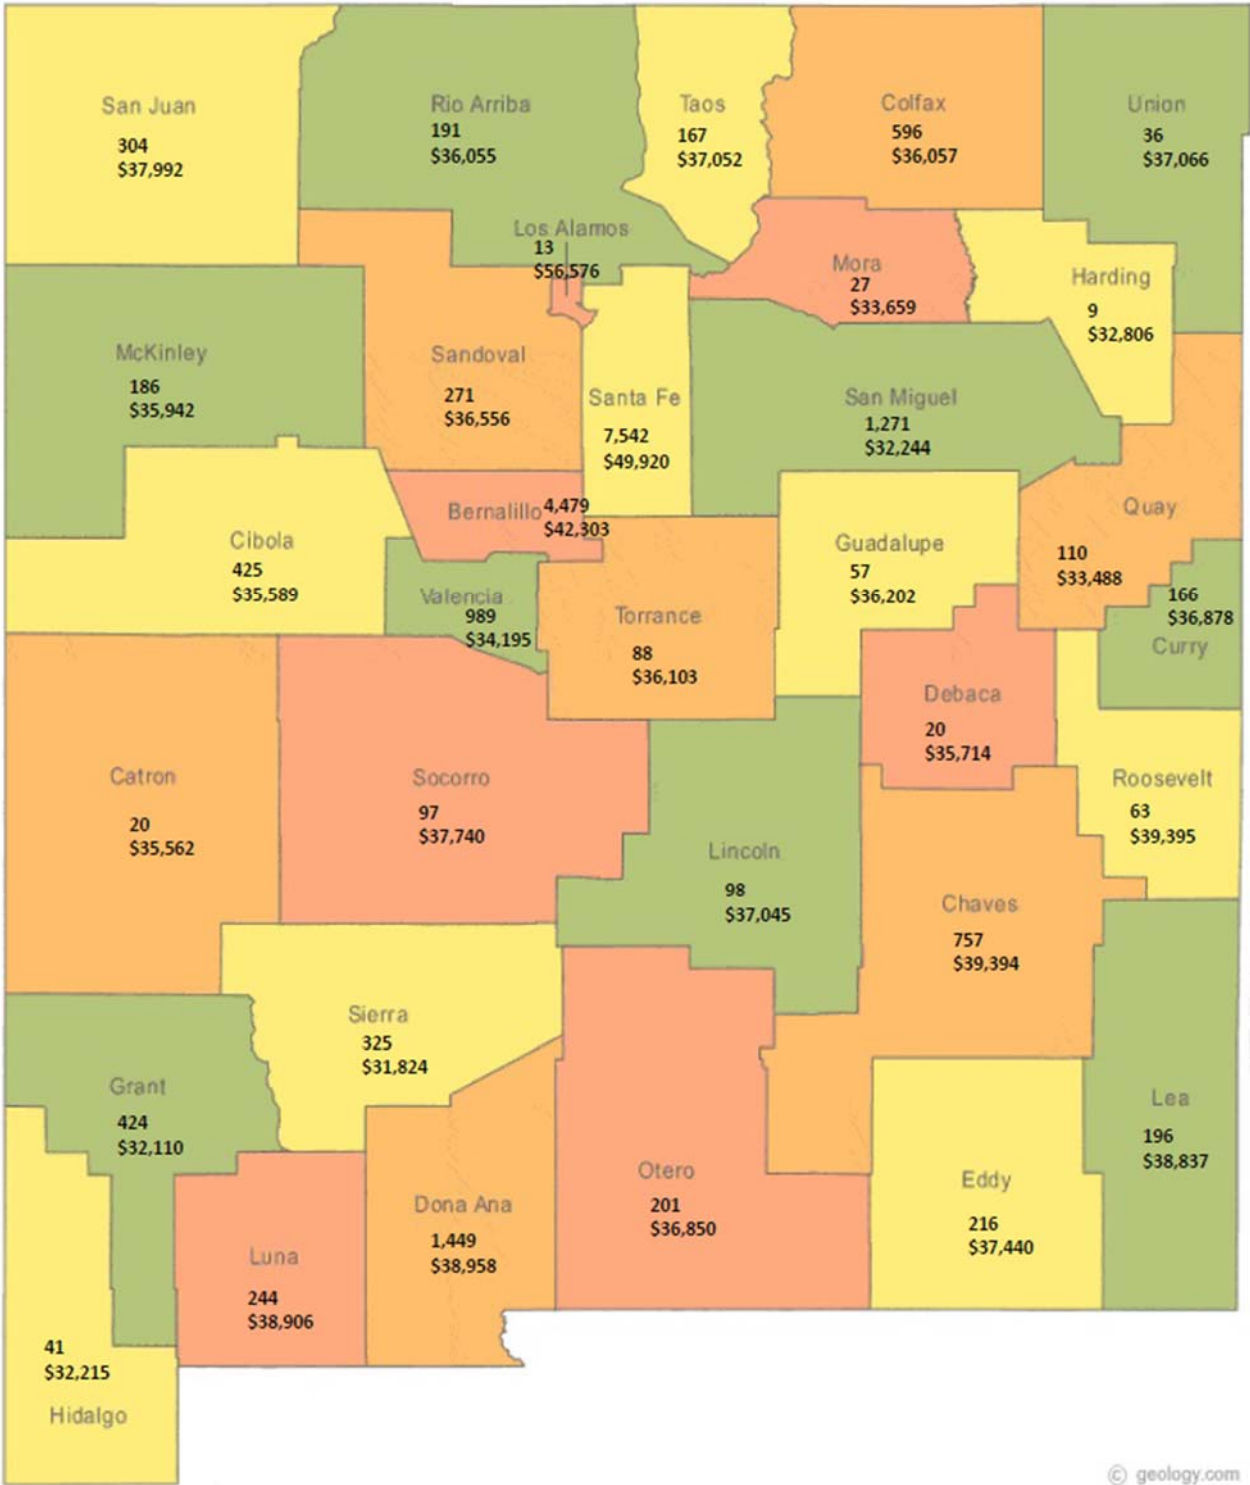 San Juan
304
$37,992
Rio Arriba
191
$36,055
Taos
167
$37,052
Colfax
596
$36,057
Union
36
$37,066
Los Alamos
13
$56,576
Mora
27
$33,659
Harding
9
$32,806
McKinley
186
$35,942
Sandoval
271
$36,556
Santa Fe
7,542
$49,920
San Miguel
1,271
$32,244
Bernalillo
4,479
$42,303
Quay
110
$33,488
Cibola
425
$35,589
Guadalupe
57
$36,202
Valencia
989
$34,195
Torrance
88
$36,103
166
$36,878
Curry
Debaca
20
$35,714
Catron
20
$35,562
Socorro
97
$37,740
Roosevelt
63
$39,395
Lincoln
98
$37,045
Chaves
757
$39,394
Sierra
325
$31,824
Grant
424
$32,110
Lea
196
$38,837
Otero
201
$36,850
Eddy
216
$37,440
Dona Ana
1,449
$38,958
Luna
244
$38,906
41
$32,215
Hidalgo
© geology.com